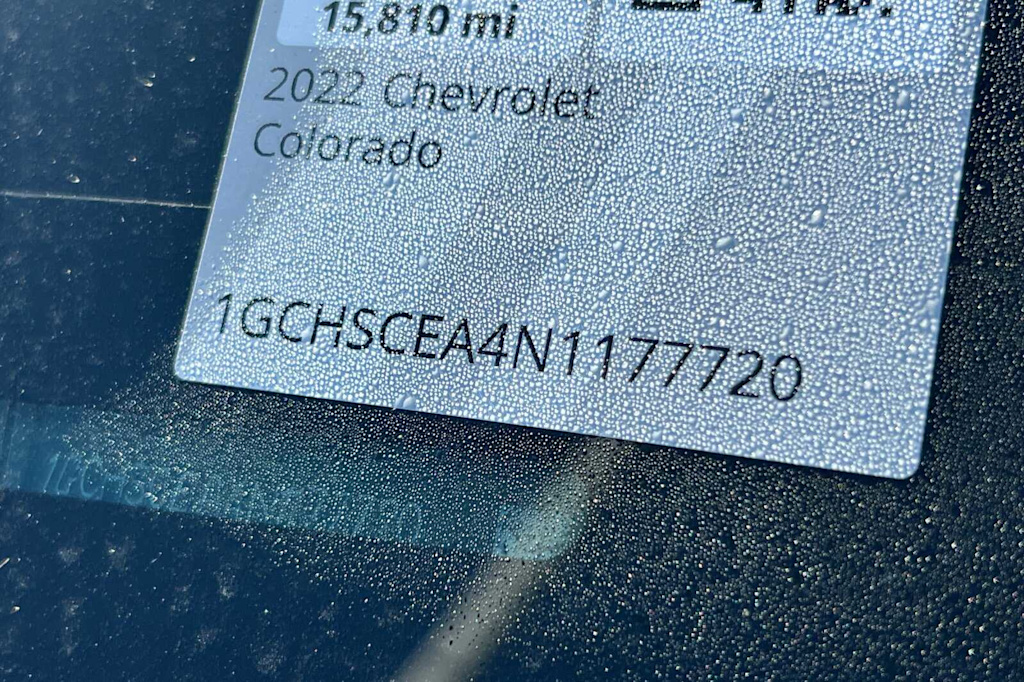 15,810 mi
2022 Chevrolet
Colorado
1GCHSCEA4N1177720